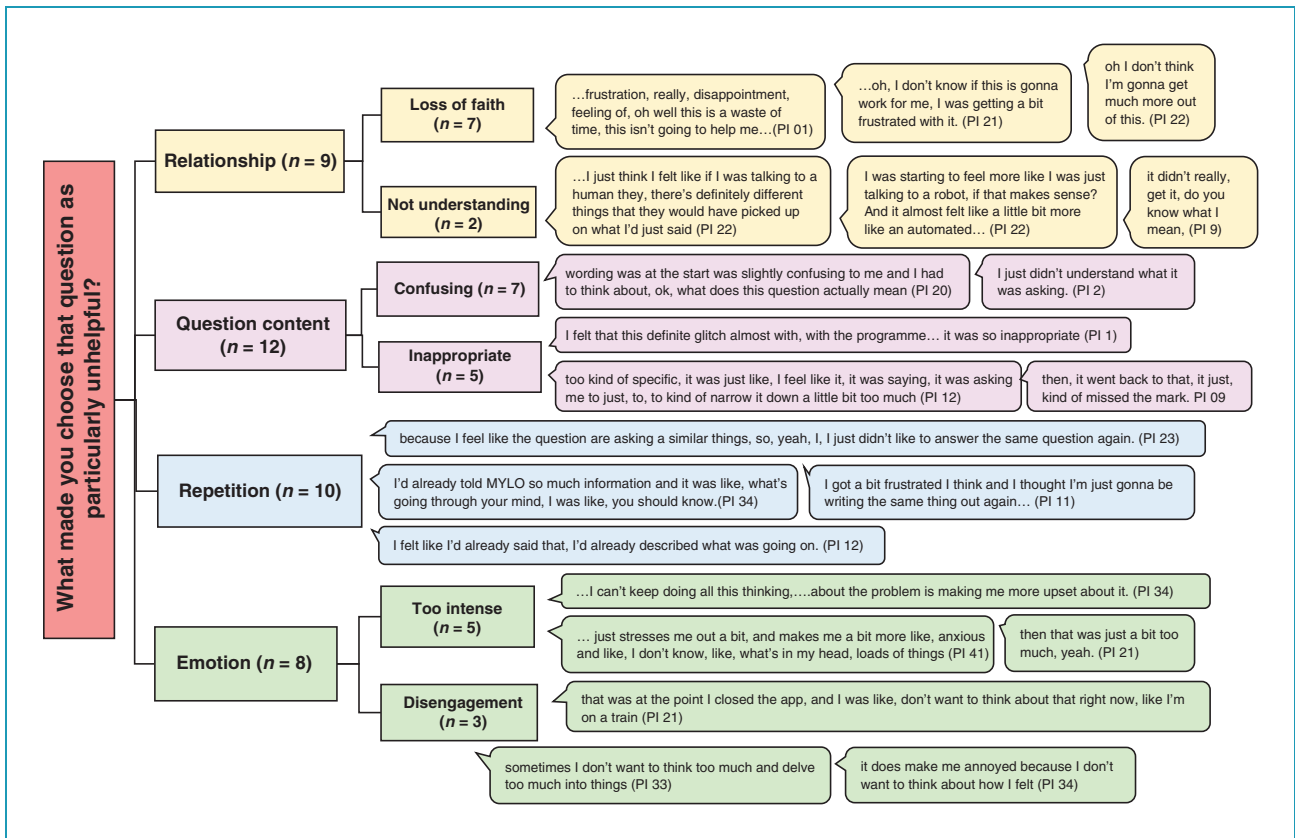 What made you choose that question as
particularly unhelpful?
Relationship (n = 9)
Loss of faith
(n = 7)
…frustration, really, disappointment,
feeling of, oh well this is a waste of
time, this isn't going to help me…(PI 01)
…oh, I don't know if this is gonna
work for me, I was getting a bit
frustrated with it. (PI 21)
oh I don't think
I'm gonna get
much more out
of this. (PI 22)
Not understanding
(n = 2)
…I just think I felt like if I was talking to a
human they, there's definitely different
things that they would have picked up
on what I'd just said (PI 22)
I was starting to feel more like I was just
talking to a robot, if that makes sense?
And it almost felt like a little bit more
like an automated… (PI 22)
it didn't really,
get it, do you
know what I
mean, (PI 9)
Question content
(n = 12)
Confusing (n = 7)
wording was at the start was slightly confusing to me and I had
to think about, ok, what does this question actually mean (PI 20)
I just didn't understand what it
was asking. (PI 2)
Inappropriate
(n = 5)
I felt that this definite glitch almost with, with the programme… it was so inappropriate (PI 1)
too kind of specific, it was just like, I feel like it, it was saying, it was asking
me to just, to, to kind of narrow it down a little bit too much (PI 12)
then, it went back to that, it just,
kind of missed the mark. PI 09
Repetition (n = 10)
because I feel like the question are asking a similar things, so, yeah, I, I just didn't like to answer the same question again. (PI 23)
I'd already told MYLO so much information and it was like, what's
going through your mind, I was like, you should know.(PI 34)
I got a bit frustrated I think and I thought I'm just gonna be
writing the same thing out again… (PI 11)
I felt like I'd already said that, I'd already described what was going on. (PI 12)
Emotion (n = 8)
Too intense
(n = 5)
…I can't keep doing all this thinking,….about the problem is making me more upset about it. (PI 34)
… just stresses me out a bit, and makes me a bit more like, anxious
and like, I don't know, like, what's in my head, loads of things (PI 41)
then that was just a bit too
much, yeah. (PI 21)
Disengagement
(n = 3)
that was at the point I closed the app, and I was like, don't want to think about that right now, like I'm
on a train (PI 21)
sometimes I don't want to think too much and delve
too much into things (PI 33)
it does make me annoyed because I don't
want to think about how I felt (PI 34)